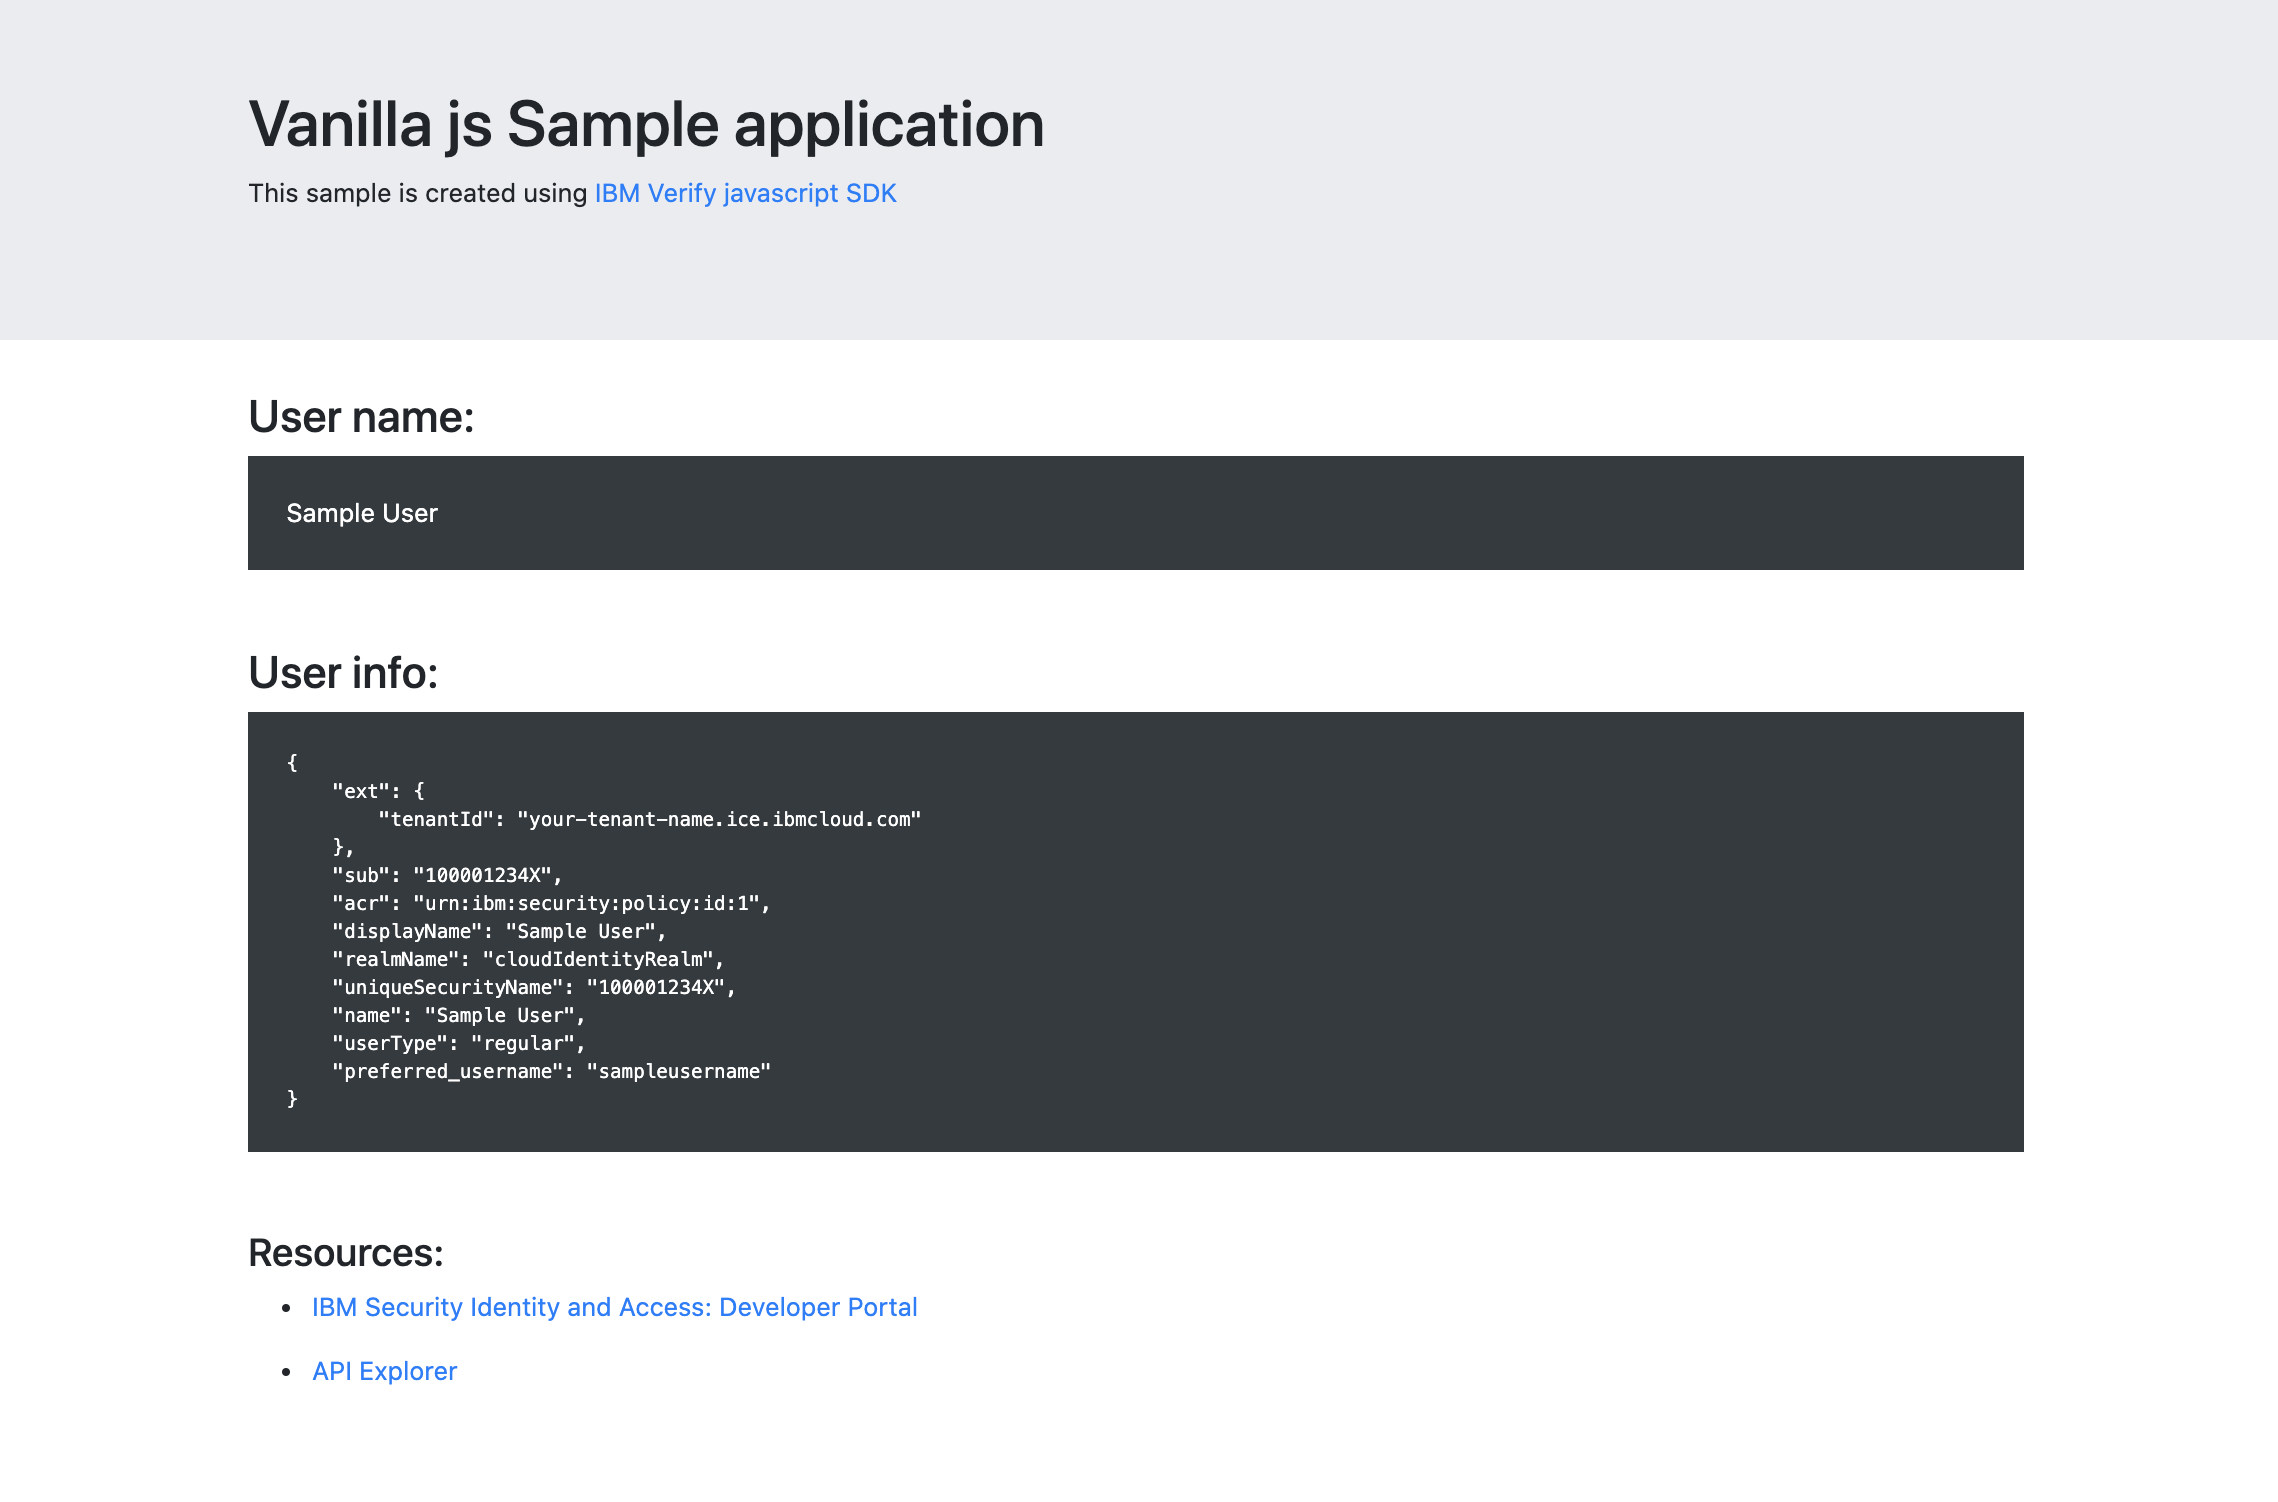 Vanilla js Sample application
This sample is created using IBM Verify javascript SDK
User name:
Sample User
User info:
{
    "ext": {
        "tenantId": "your-tenant-name.ice.ibmcloud.com"
    },
    "sub": "100001234X",
    "acr": "urn:ibm:security:policy:id:1",
    "displayName": "Sample User",
    "realmName": "cloudIdentityRealm",
    "uniqueSecurityName": "100001234X",
    "name": "Sample User",
    "userType": "regular",
    "preferred_username": "sampleusername"
}
Resources:
• IBM Security Identity and Access: Developer Portal
• API Explorer